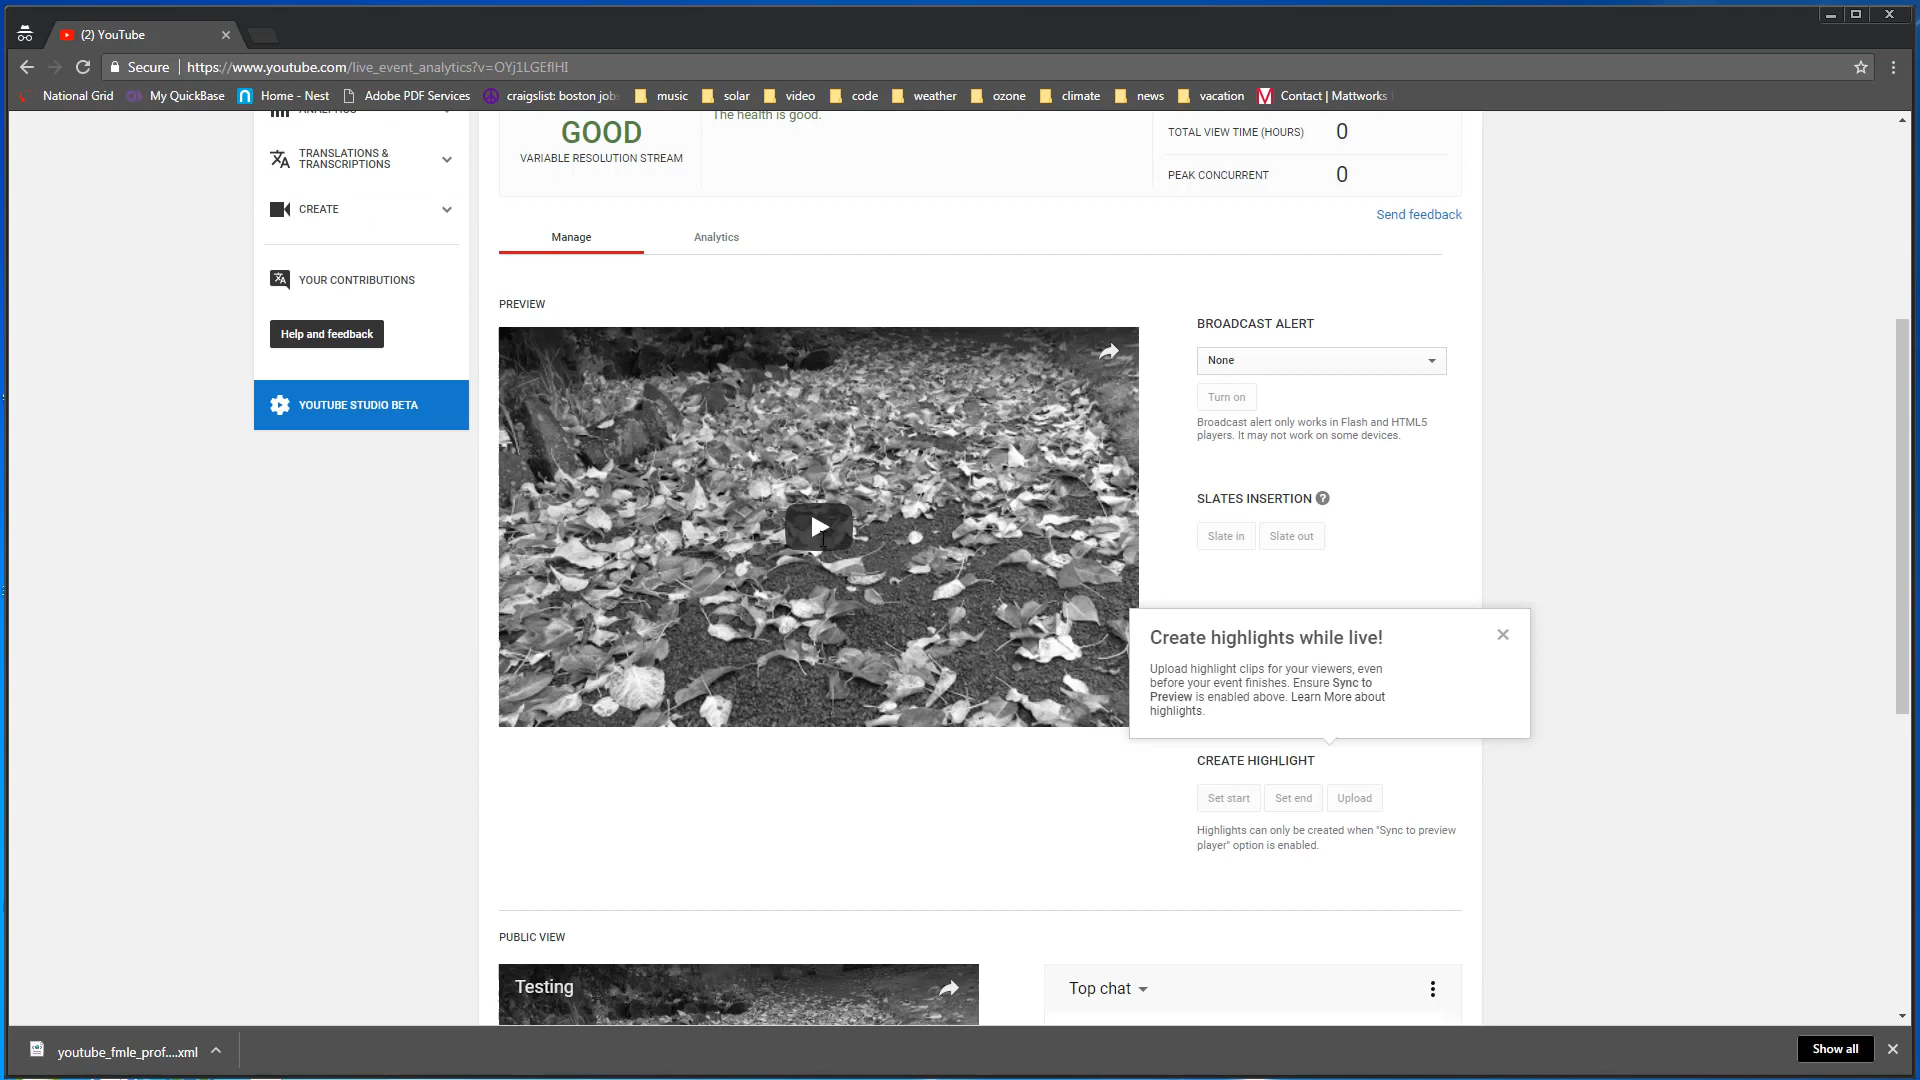 (2) YouTube
Secure | https://www.youtube.com/live_event_analytics?v=OYj1LGEflHI
National Grid My QuickBase Home - Nest Adobe PDF Services craigslist: boston job music solar video code weather ozone climate news vacation Contact | Mattworks
ANALYTICS
TRANSLATIONS &
TRANSCRIPTIONS
CREATE
YOUR CONTRIBUTIONS
Help and feedback
YOUTUBE STUDIO BETA
GOOD
VARIABLE RESOLUTION STREAM
The health is good.
TOTAL VIEW TIME (HOURS) 0
PEAK CONCURRENT 0
Send feedback
Manage Analytics
PREVIEW
BROADCAST ALERT
None
Turn on
Broadcast alert only works in Flash and HTML5
players. It may not work on some devices.
SLATES INSERTION ?
Slate in Slate out
Create highlights while live!
Upload highlight clips for your viewers, even
before your event finishes. Ensure Sync to
Preview is enabled above. Learn More about
highlights.
CREATE HIGHLIGHT
Set start Set end Upload
Highlights can only be created when "Sync to preview
player" option is enabled.
PUBLIC VIEW
Testing
Top chat
youtube_fmle_prof....xml
Show all